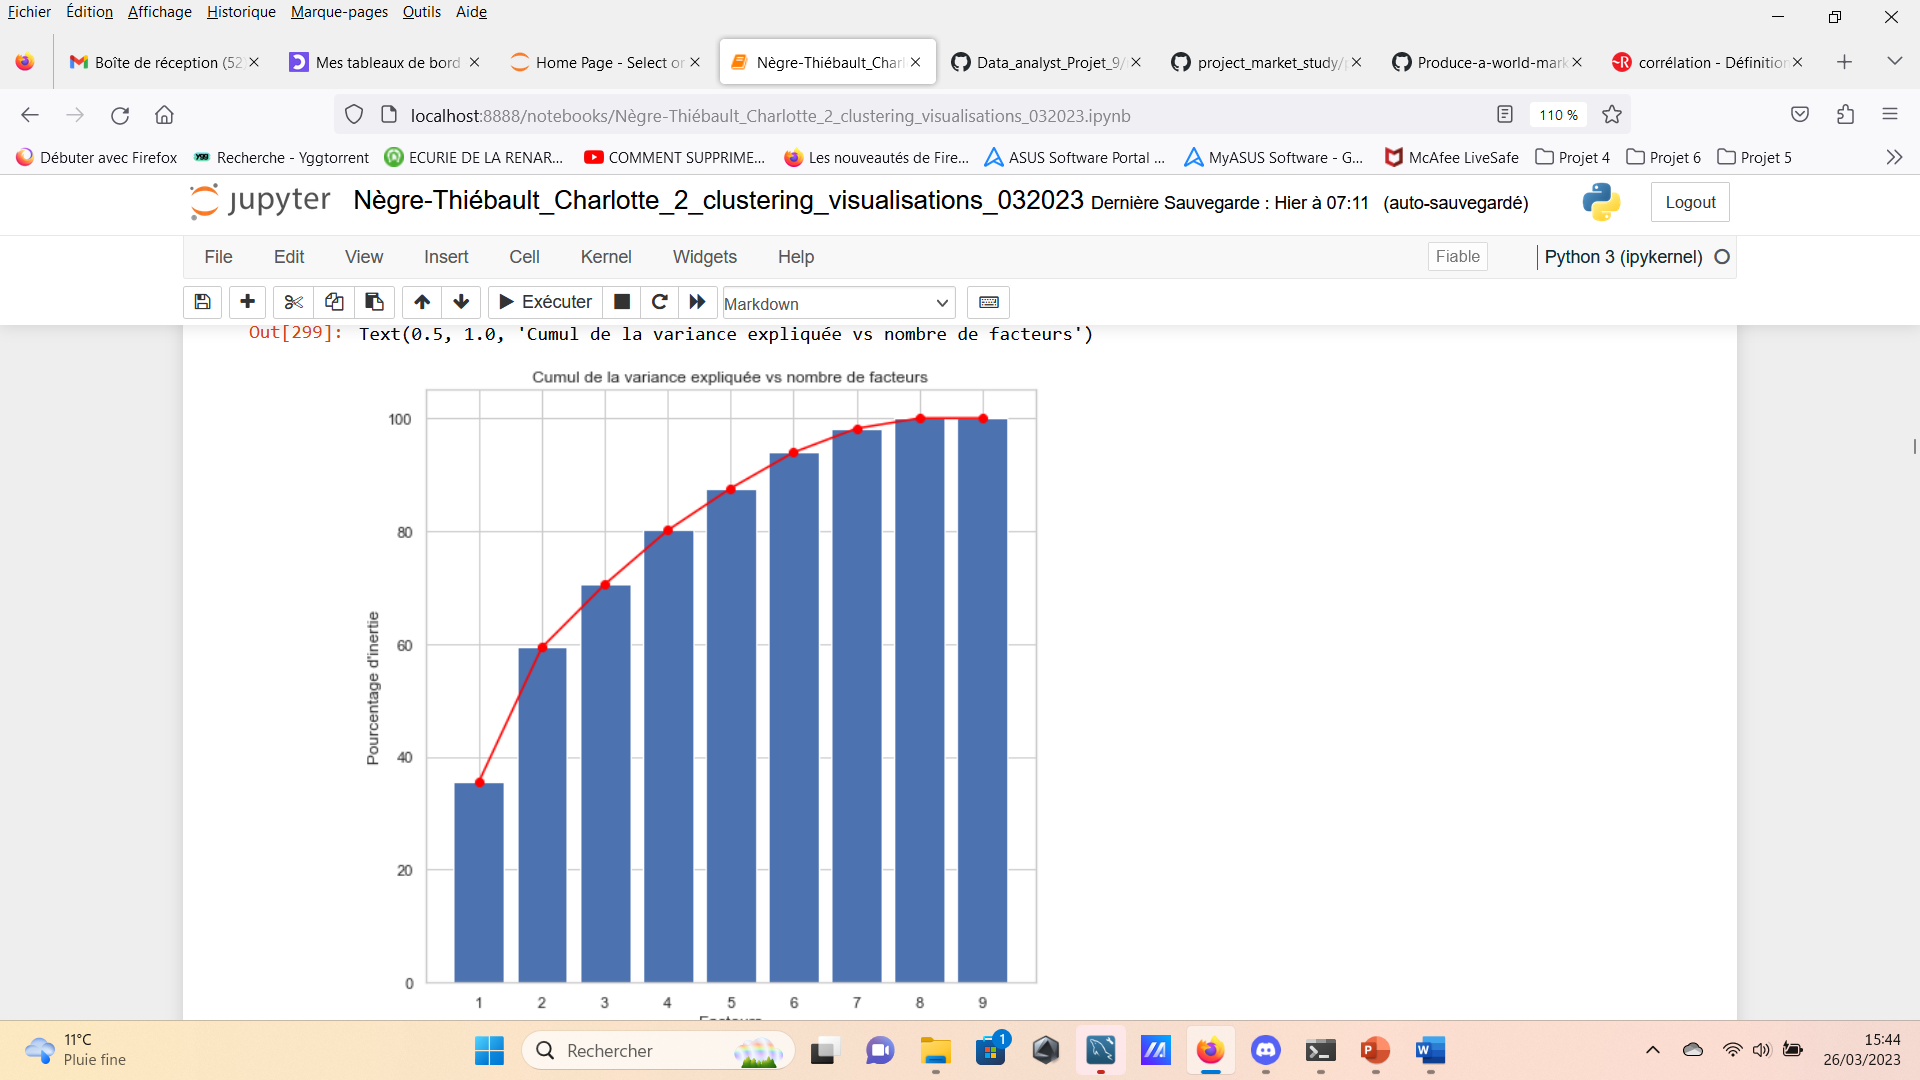 Fichier Édition Affichage Historique Marque-pages Outils Aide
Boîte de réception (52 Mes tableaux de bord Home Page - Select or Nègre-Thiébault_Charl Data_analyst_Projet_9/ project_market_study/ Produce-a-world-mark corrélation - Définition
localhost:8888/notebooks/Nègre-Thiébault_Charlotte_2_clustering_visualisations_032023.ipynb 110 %
Débuter avec Firefox Recherche - Yggtorrent ECURIE DE LA RENAR... COMMENT SUPPRIME... Les nouveautés de Fire... ASUS Software Portal ... MyASUS Software - G... McAfee LiveSafe Projet 4 Projet 6 Projet 5
jupyter Nègre-Thiébault_Charlotte_2_clustering_visualisations_032023 Dernière Sauvegarde : Hier à 07:11 (auto-sauvegardé) Logout
File Edit View Insert Cell Kernel Widgets Help Fiable Python 3 (ipykernel)
Exécuter Markdown
Out[299]: Text(0.5, 1.0, 'Cumul de la variance expliquée vs nombre de facteurs')
Cumul de la variance expliquée vs nombre de facteurs
100
80
60
40
20
0
Pourcentage d'inertie
1 2 3 4 5 6 7 8 9
11°C
Pluie fine
Rechercher
1
15:44
26/03/2023